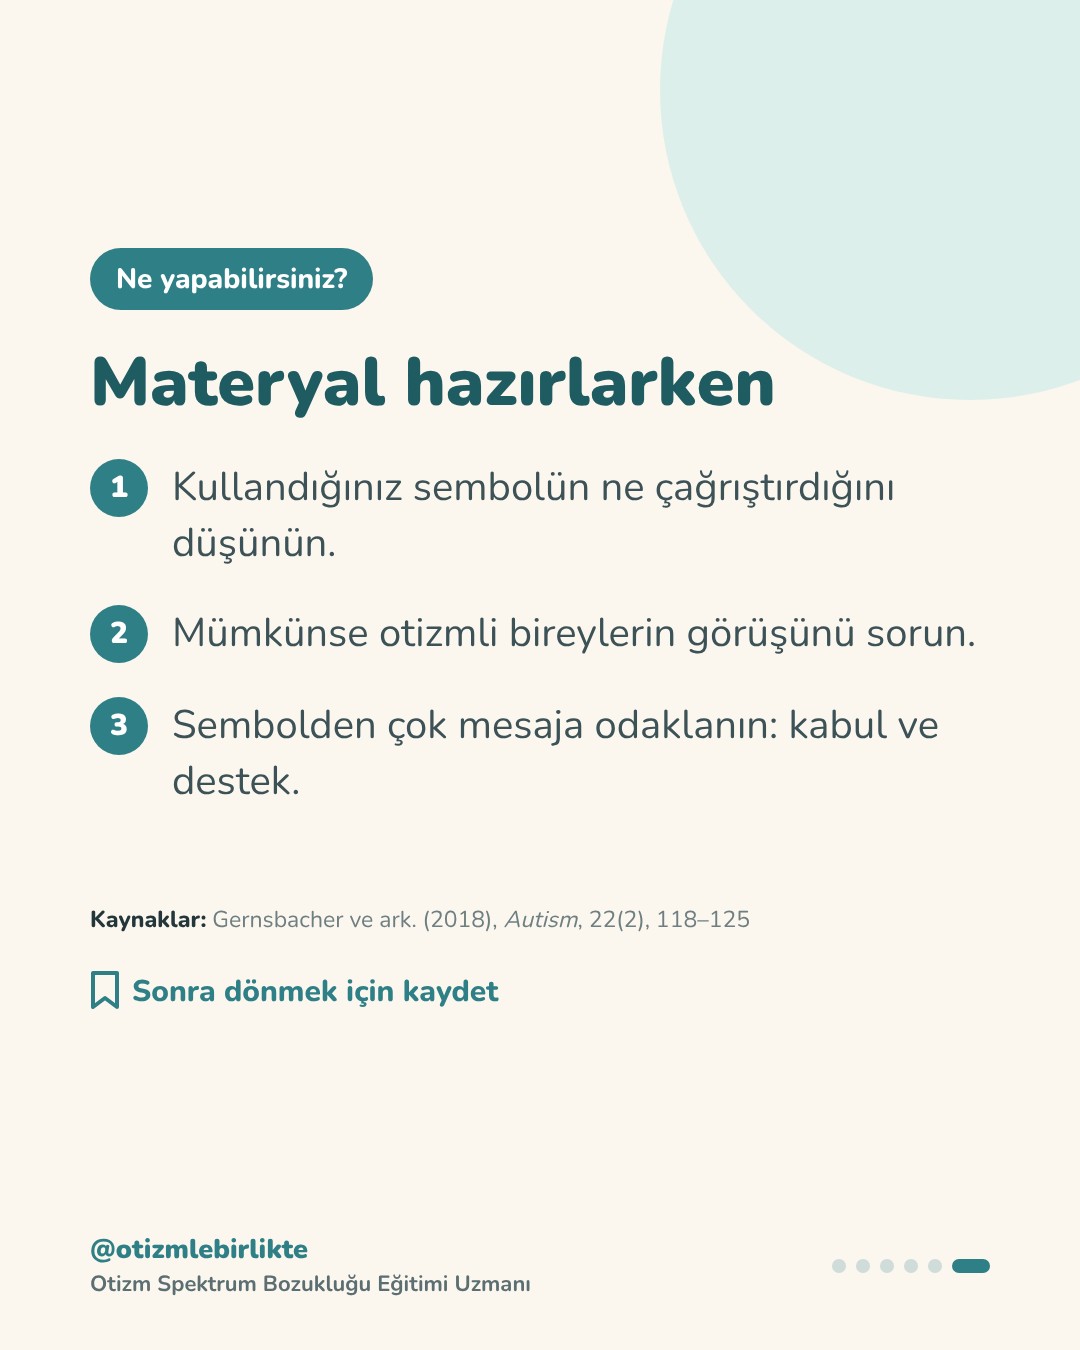 Ne yapabilirsiniz?
Materyal hazırlarken
1 Kullandığınız sembolün ne çağrıştırdığını
düşünün.
2 Mümkünse otizmli bireylerin görüşünü sorun.
3 Sembolden çok mesaja odaklanın: kabul ve
destek.
Kaynaklar: Gernsbacher ve ark. (2018), Autism, 22(2), 118–125
Sonra dönmek için kaydet
@otizmlebirlikte
Otizm Spektrum Bozukluğu Eğitimi Uzmanı